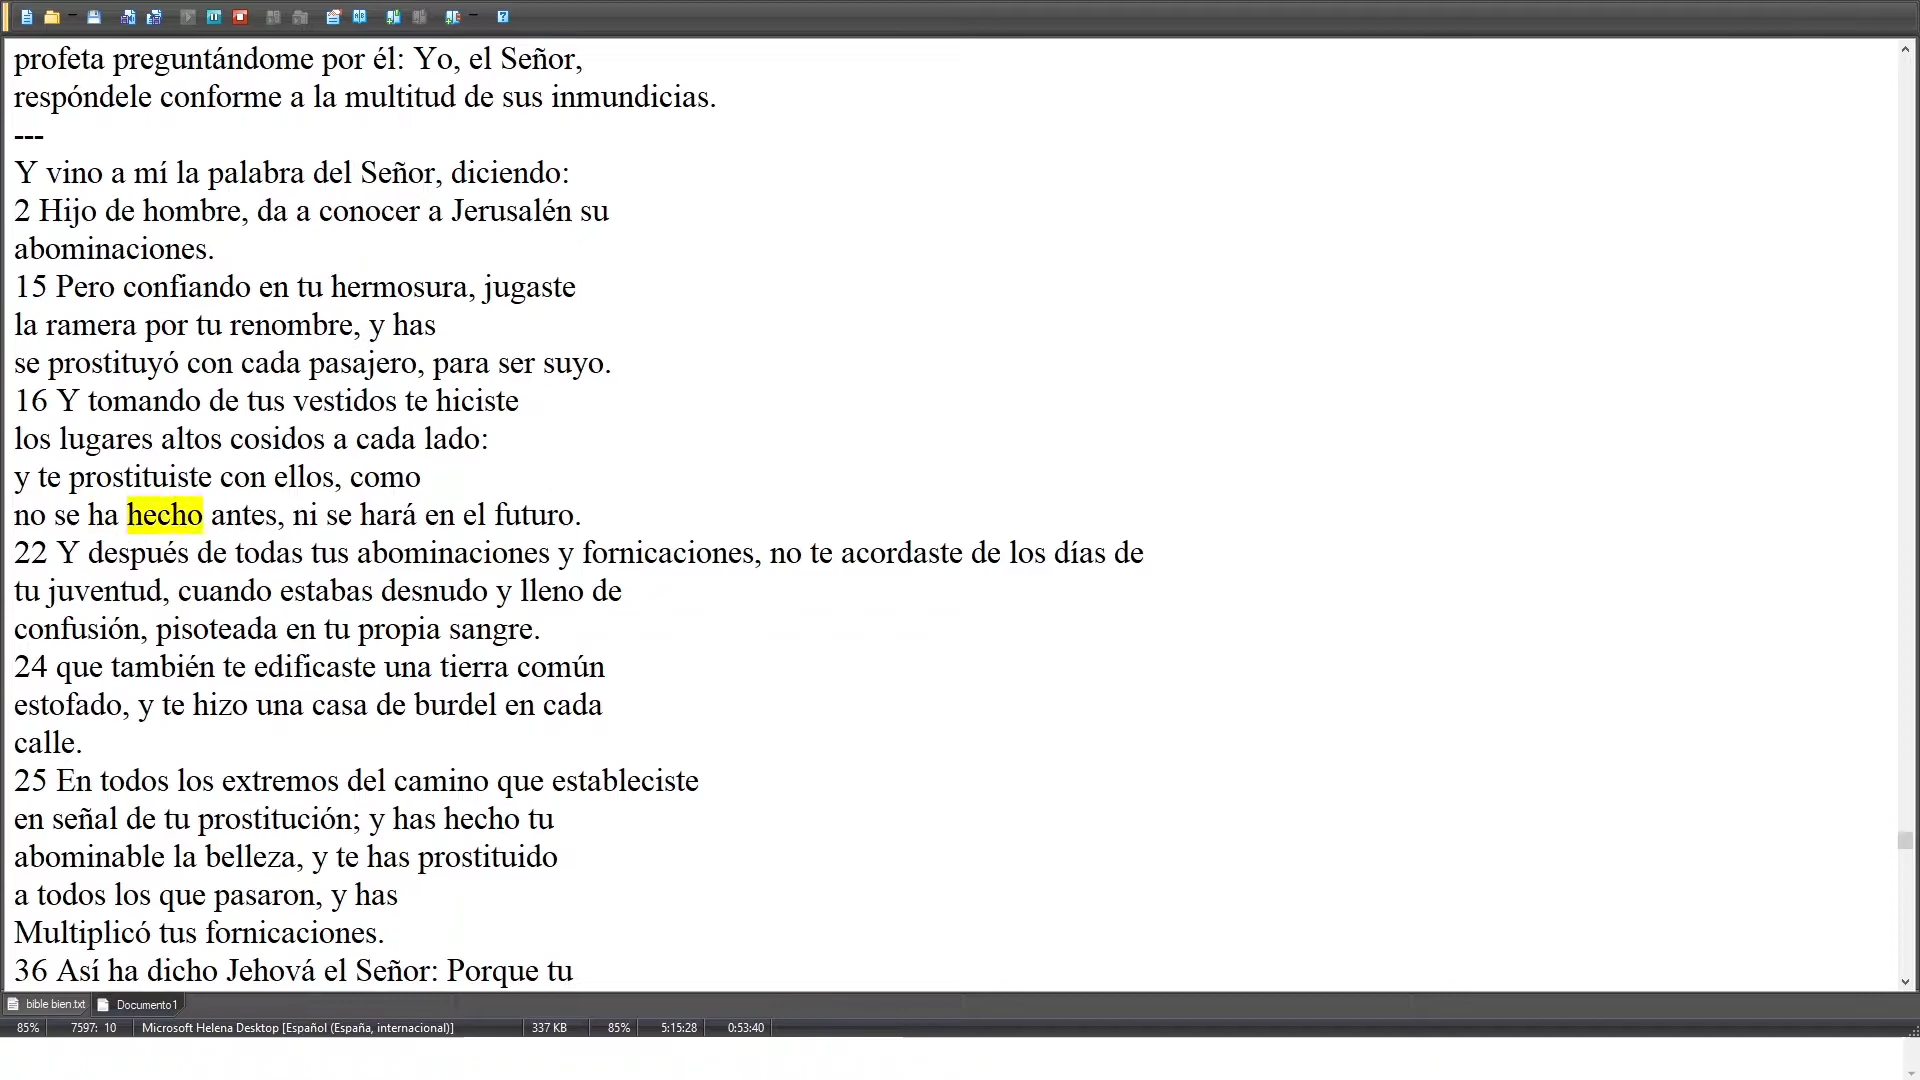 profeta preguntándome por él: Yo, el Señor,
respóndele conforme a la multitud de sus inmundicias.
---
Y vino a mí la palabra del Señor, diciendo:
2 Hijo de hombre, da a conocer a Jerusalén su
abominaciones.
15 Pero confiando en tu hermosura, jugaste
la ramera por tu renombre, y has
se prostituyó con cada pasajero, para ser suyo.
16 Y tomando de tus vestidos te hiciste
los lugares altos cosidos a cada lado:
y te prostituiste con ellos, como
no se ha hecho antes, ni se hará en el futuro.
22 Y después de todas tus abominaciones y fornicaciones, no te acordaste de los días de
tu juventud, cuando estabas desnudo y lleno de
confusión, pisoteada en tu propia sangre.
24 que también te edificaste una tierra común
estofado, y te hizo una casa de burdel en cada
calle.
25 En todos los extremos del camino que estableciste
en señal de tu prostitución; y has hecho tu
abominable la belleza, y te has prostituido
a todos los que pasaron, y has
Multiplicó tus fornicaciones.
36 Así ha dicho Jehová el Señor: Porque tu
bible bien.txt Documento1
85% 7597: 10 Microsoft Helena Desktop [Español (España, internacional)] 337 KB 85% 5:15:28 0:53:40